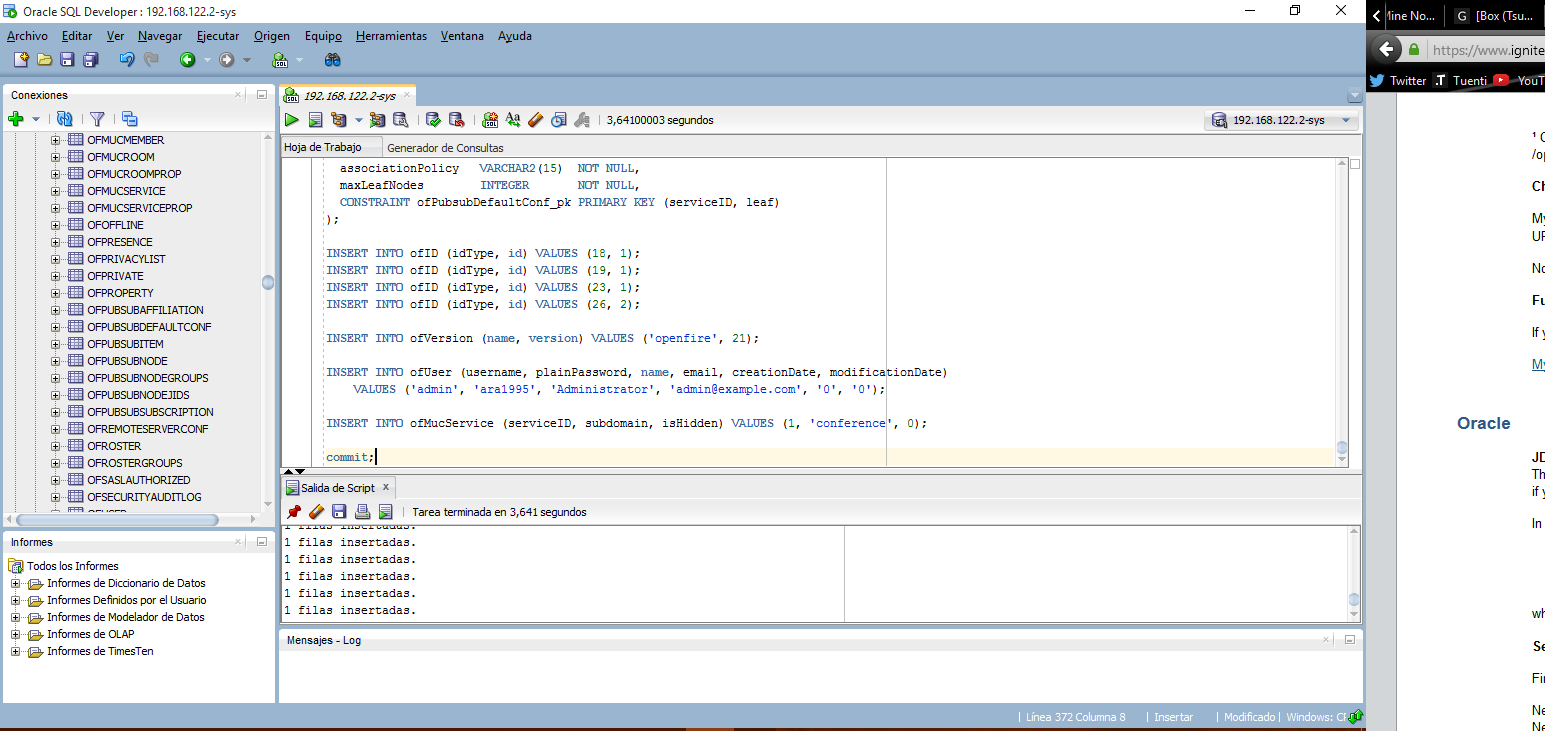 Oracle SQL Developer : 192.168.122.2-sys
Archivo Editar Ver Navegar Ejecutar Origen Equipo Herramientas Ventana Ayuda
Conexiones
OFMUCMEMBER
OFMUCROOM
OFMUCROOMPROP
OFMUCSERVICE
OFMUCSERVICEPROP
OFOFFLINE
OFPRESENCE
OFPRIVACYLIST
OFPRIVATE
OFPROPERTY
OFPUBSUBAFFILIATION
OFPUBSUBDEFAULTCONF
OFPUBSUBITEM
OFPUBSUBNODE
OFPUBSUBNODEGROUPS
OFPUBSUBNODEJIDS
OFPUBSUBSUBSCRIPTION
OFREMOTESERVERCONF
OFROSTER
OFROSTERGROUPS
OFSASLAUTHORIZED
OFSECURITYAUDITLOG
Informes
Todos los Informes
Informes de Diccionario de Datos
Informes Definidos por el Usuario
Informes de Modelador de Datos
Informes de OLAP
Informes de TimesTen
192.168.122.2-sys
3,64100003 segundos
192.168.122.2-sys
Hoja de Trabajo Generador de Consultas
associationPolicy VARCHAR2(15) NOT NULL,
maxLeafNodes INTEGER NOT NULL,
CONSTRAINT ofPubsubDefaultConf_pk PRIMARY KEY (serviceID, leaf)
);
INSERT INTO ofID (idType, id) VALUES (18, 1);
INSERT INTO ofID (idType, id) VALUES (19, 1);
INSERT INTO ofID (idType, id) VALUES (23, 1);
INSERT INTO ofID (idType, id) VALUES (26, 2);
INSERT INTO ofVersion (name, version) VALUES ('openfire', 21);
INSERT INTO ofUser (username, plainPassword, name, email, creationDate, modificationDate)
VALUES ('admin', 'ara1995', 'Administrator', 'admin@example.com', '0', '0');
INSERT INTO ofMucService (serviceID, subdomain, isHidden) VALUES (1, 'conference', 0);
commit;
Salida de Script x
Tarea terminada en 3,641 segundos
1 filas insertadas.
1 filas insertadas.
1 filas insertadas.
1 filas insertadas.
1 filas insertadas.
1 filas insertadas.
Mensajes - Log
Línea 372 Columna 8 Insertar Modificado Windows:
No... G [Box (Tsu...
https://www.ignite
Twitter .T Tuenti YouT
Oracle
JD
Th
if y
In